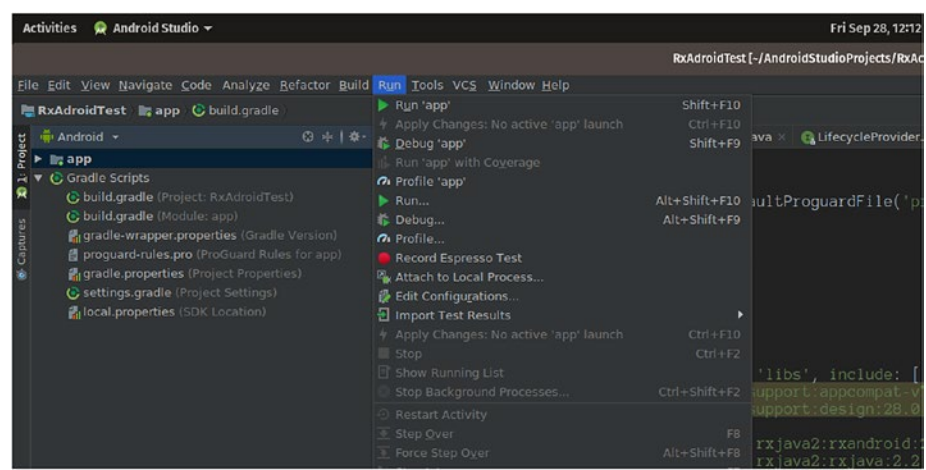 Activities Android Studio Fri Sep 28, 12:12
RxAdroidTest [~/AndroidStudioProjects/RxAc
File Edit View Navigate Code Analyze Refactor Build Run Tools VCS Window Help
RxAdroidTest app build.gradle
Android
1: Project
Captures
app
Gradle Scripts
build.gradle (Project: RxAdroidTest)
build.gradle (Module: app)
gradle-wrapper.properties (Gradle Version)
proguard-rules.pro (ProGuard Rules for app)
gradle.properties (Project Properties)
settings.gradle (Project Settings)
local.properties (SDK Location)
Run 'app' Shift+F10
Apply Changes: No active 'app' launch Ctrl+F10
Debug 'app' Shift+F9
Run 'app' with Coverage
Profile 'app'
Run... Alt+Shift+F10
Debug... Alt+Shift+F9
Profile...
Record Espresso Test
Attach to Local Process...
Edit Configurations...
Import Test Results
Apply Changes: No active 'app' launch Ctrl+F10
Stop Ctrl+F2
Show Running List
Stop Background Processes... Ctrl+Shift+F2
Restart Activity
Step Over F8
Force Step Over Alt+Shift+F8
ava LifecycleProvider.
aultProguardFile('p
'libs', include: [
support:appcompat-v
support:design:28.0
rxjava2:rxandroid:2
rxjava2:rxjava:2.2